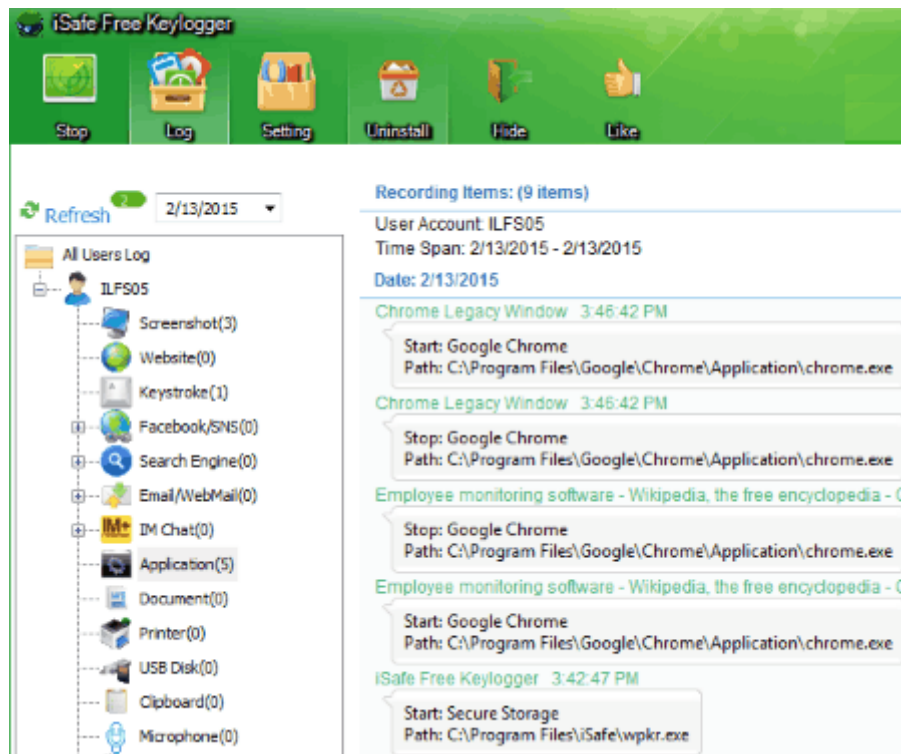 iSafe Free Keylogger
Stop
Log
Setting
Uninstall
Hide
Like
Refresh
2
2/13/2015
All Users Log
ILFS05
Screenshot(3)
Website(0)
Keystroke(1)
Facebook/SNS(0)
Search Engine(0)
Email/WebMail(0)
IM+
IM Chat(0)
Application(5)
Document(0)
Printer(0)
USB Disk(0)
Clipboard(0)
Microphone(0)
Recording Items: (9 items)
User Account: ILFS05
Time Span: 2/13/2015 - 2/13/2015
Date: 2/13/2015
Chrome Legacy Window 3:46:42 PM
Start: Google Chrome
Path: C:\Program Files\Google\Chrome\Application\chrome.exe
Chrome Legacy Window 3:46:42 PM
Stop: Google Chrome
Path: C:\Program Files\Google\Chrome\Application\chrome.exe
Employee monitoring software - Wikipedia, the free encyclopedia -
Stop: Google Chrome
Path: C:\Program Files\Google\Chrome\Application\chrome.exe
Employee monitoring software - Wikipedia, the free encyclopedia -
Start: Google Chrome
Path: C:\Program Files\Google\Chrome\Application\chrome.exe
iSafe Free Keylogger 3:42:47 PM
Start: Secure Storage
Path: C:\Program Files\iSafe\wpkr.exe